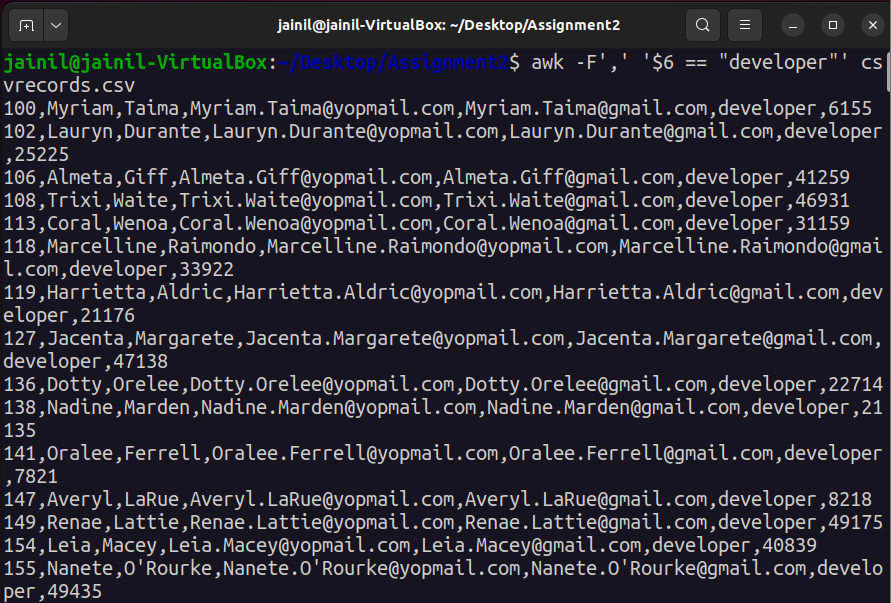 jainil@jainil-VirtualBox: ~/Desktop/Assignment2
jainil@jainil-VirtualBox:~/Desktop/Assignment2$ awk -F',' '$6 == "developer"' cs
vrecords.csv
100,Myriam,Taima,Myriam.Taima@yopmail.com,Myriam.Taima@gmail.com,developer,6155
102,Lauryn,Durante,Lauryn.Durante@yopmail.com,Lauryn.Durante@gmail.com,developer
,25225
106,Almeta,Giff,Almeta.Giff@yopmail.com,Almeta.Giff@gmail.com,developer,41259
108,Trixi,Waite,Trixi.Waite@yopmail.com,Trixi.Waite@gmail.com,developer,46931
113,Coral,Wenoa,Coral.Wenoa@yopmail.com,Coral.Wenoa@gmail.com,developer,31159
118,Marcelline,Raimondo,Marcelline.Raimondo@yopmail.com,Marcelline.Raimondo@gmai
l.com,developer,33922
119,Harrietta,Aldric,Harrietta.Aldric@yopmail.com,Harrietta.Aldric@gmail.com,dev
eloper,21176
127,Jacenta,Margarete,Jacenta.Margarete@yopmail.com,Jacenta.Margarete@gmail.com,
developer,47138
136,Dotty,Orelee,Dotty.Orelee@yopmail.com,Dotty.Orelee@gmail.com,developer,22714
138,Nadine,Marden,Nadine.Marden@yopmail.com,Nadine.Marden@gmail.com,developer,21
135
141,Oralee,Ferrell,Oralee.Ferrell@yopmail.com,Oralee.Ferrell@gmail.com,developer
,7821
147,Averyl,LaRue,Averyl.LaRue@yopmail.com,Averyl.LaRue@gmail.com,developer,8218
149,Renae,Lattie,Renae.Lattie@yopmail.com,Renae.Lattie@gmail.com,developer,49175
154,Leia,Macey,Leia.Macey@yopmail.com,Leia.Macey@gmail.com,developer,40839
155,Nanete,O'Rourke,Nanete.O'Rourke@yopmail.com,Nanete.O'Rourke@gmail.com,develo
per,49435